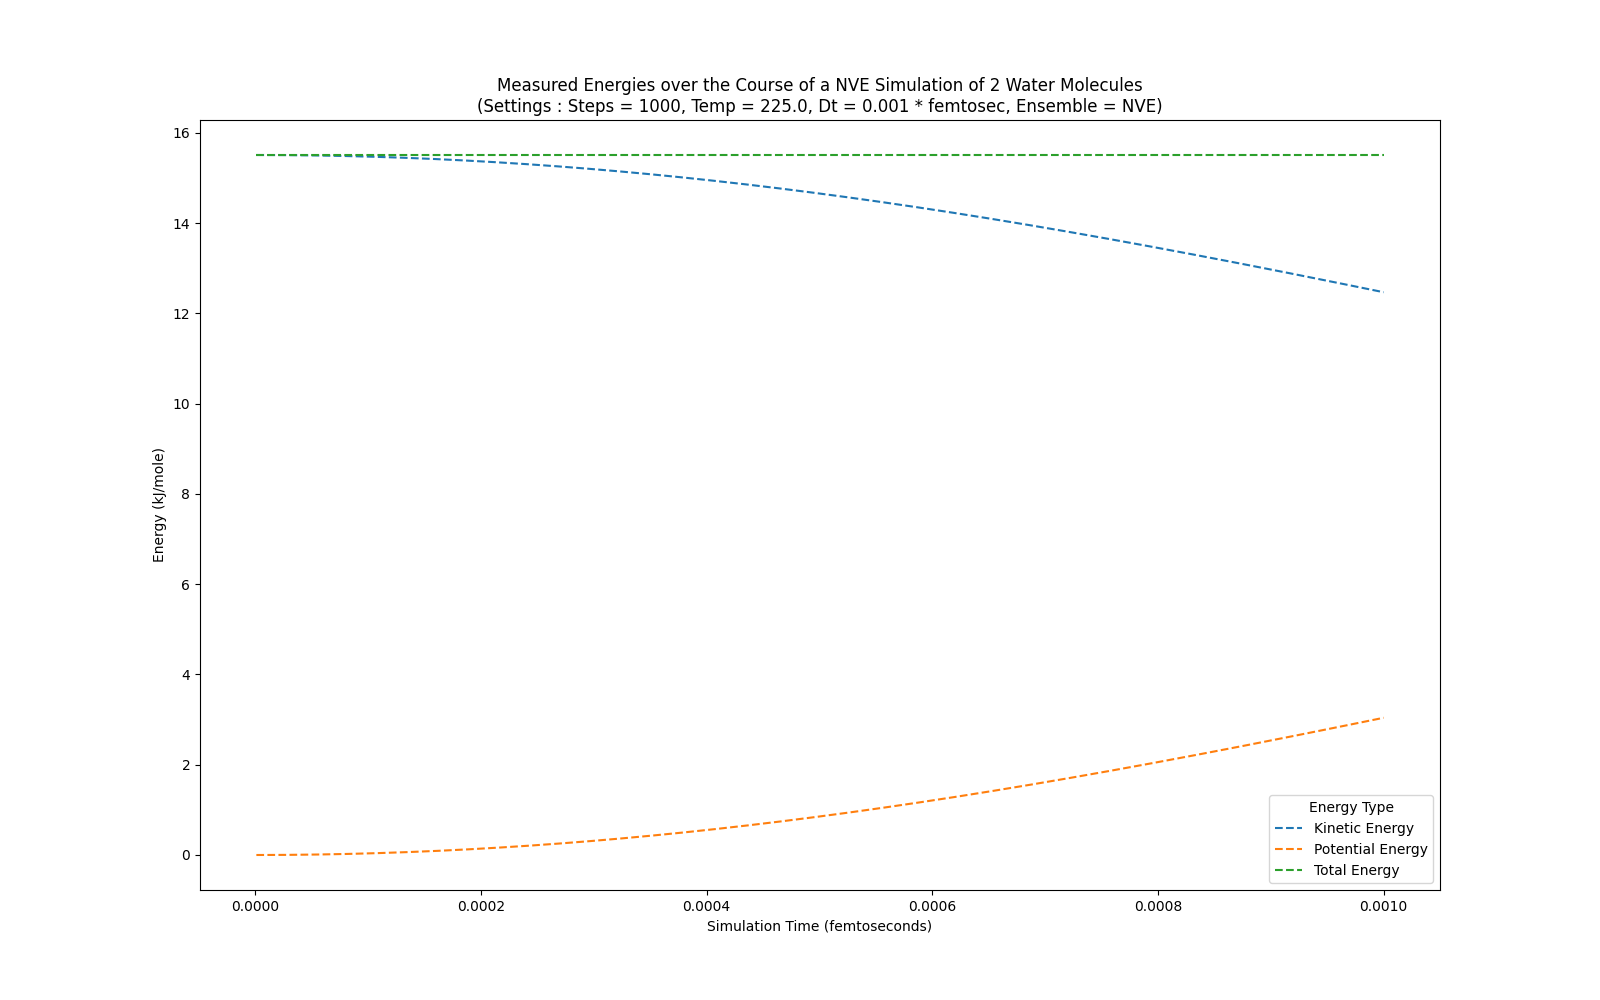 Measured Energies over the Course of a NVE Simulation of 2 Water Molecules
(Settings : Steps = 1000, Temp = 225.0, Dt = 0.001 * femtosec, Ensemble = NVE)
16
14
12
10
8
6
4
2
0
Energy (kJ/mole)
Energy Type
Kinetic Energy
Potential Energy
Total Energy
0.0000 0.0002 0.0004 0.0006 0.0008 0.0010
Simulation Time (femtoseconds)